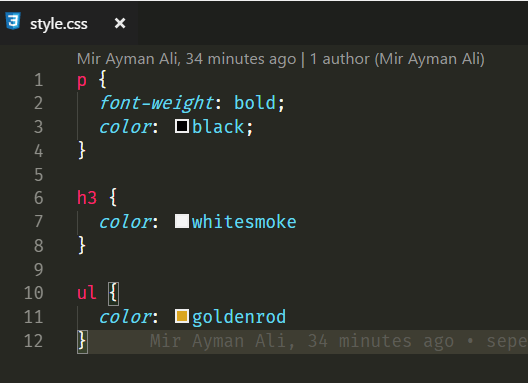 style.css ×
Mir Ayman Ali, 34 minutes ago | 1 author (Mir Ayman Ali)
1 p {
2 font-weight: bold;
3 color: black;
4 }
5
6 h3 {
7 color: whitesmoke
8 }
9
10 ul {
11 color: goldenrod
12 } Mir Ayman Ali, 34 minutes ago • sepe